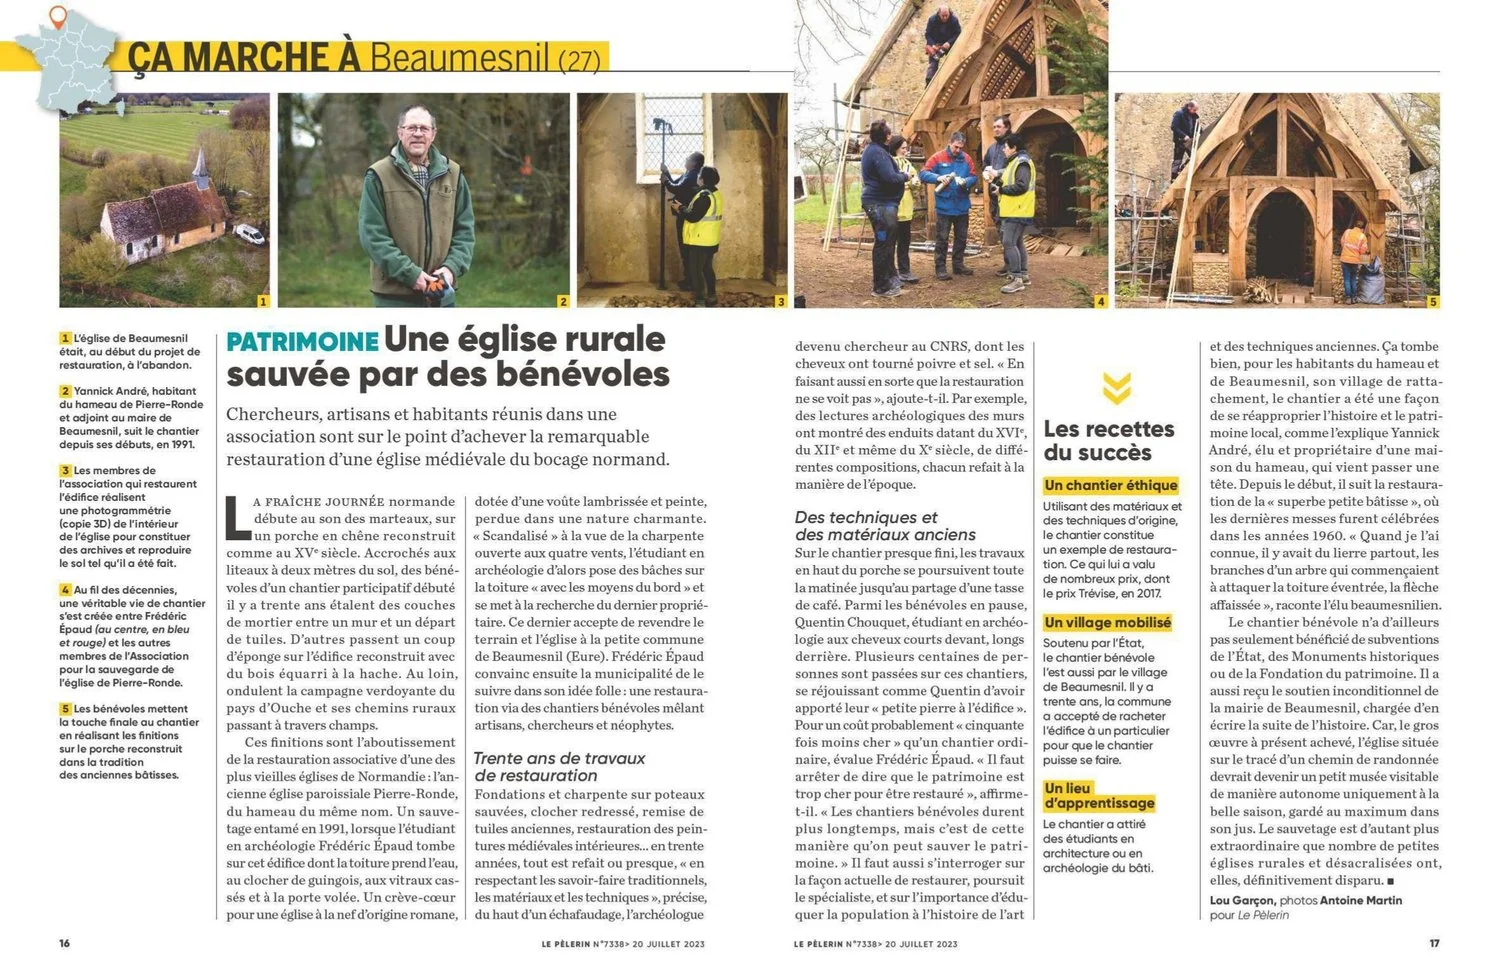 ÇA MARCHE À Beaumesnil (27)
1
2
3
4
5
1 L'église de Beaumesnil
était, au début du projet de
restauration, à l'abandon.
2 Yannick André, habitant
du hameau de Pierre-Ronde
et adjoint au maire de
Beaumesnil, suit le chantier
depuis ses débuts, en 1991.
3 Les membres de
l'association qui restaurent
l'édifice réalisent
une photogrammétrie
(copie 3D) de l'intérieur
de l'église pour constituer
des archives et reproduire
le sol tel qu'il a été fait.
4 Au fil des décennies,
une véritable vie de chantier
s'est créée entre Frédéric
Épaud (au centre, en bleu
et rouge) et les autres
membres de l'Association
pour la sauvegarde de
l'église de Pierre-Ronde.
5 Les bénévoles mettent
la touche finale au chantier
en réalisant les finitions
sur le porche reconstruit
dans la tradition
des anciennes bâtisses.
PATRIMOINE Une église rurale
sauvée par des bénévoles
Chercheurs, artisans et habitants réunis dans une
association sont sur le point d'achever la remarquable
restauration d'une église médiévale du bocage normand.
LA FRAÎCHE JOURNÉE normande
débute au son des marteaux, sur
un porche en chêne reconstruit
comme au XVe siècle. Accrochés aux
liteaux à deux mètres du sol, des béné-
voles d'un chantier participatif débuté
il y a trente ans étalent des couches
de mortier entre un mur et un départ
de tuiles. D'autres passent un coup
d'éponge sur l'édifice reconstruit avec
du bois équarri à la hache. Au loin,
ondulent la campagne verdoyante du
pays d'Ouche et ses chemins ruraux
passant à travers champs.
Ces finitions sont l'aboutissement
de la restauration associative d'une des
plus vieilles églises de Normandie : l'an-
cienne église paroissiale Pierre-Ronde,
du hameau du même nom. Un sauve-
tage entamé en 1991, lorsque l'étudiant
en archéologie Frédéric Épaud tombe
sur cet édifice dont la toiture prend l'eau,
au clocher de guingois, aux vitraux cas-
sés et à la porte volée. Un crève-cœur
pour une église à la nef d'origine romane,
dotée d'une voûte lambrissée et peinte,
perdue dans une nature charmante.
« Scandalisé » à la vue de la charpente
ouverte aux quatre vents, l'étudiant en
archéologie d'alors pose des bâches sur
la toiture « avec les moyens du bord » et
se met à la recherche du dernier proprié-
taire. Ce dernier accepte de revendre le
terrain et l'église à la petite commune
de Beaumesnil (Eure). Frédéric Épaud
convainc ensuite la municipalité de le
suivre dans son idée folle : une restaura-
tion via des chantiers bénévoles mêlant
artisans, chercheurs et néophytes.
Trente ans de travaux
de restauration
Fondations et charpente sur poteaux
sauvées, clocher redressé, remise de
tuiles anciennes, restauration des pein-
tures médiévales intérieures... en trente
années, tout est refait ou presque, « en
respectant les savoir-faire traditionnels,
les matériaux et les techniques », précise,
du haut d'un échafaudage, l'archéologue
devenu chercheur au CNRS, dont les
cheveux ont tourné poivre et sel. « En
faisant aussi en sorte que la restauration
ne se voit pas », ajoute-t-il. Par exemple,
des lectures archéologiques des murs
ont montré des enduits datant du XVIe,
du XIIe et même du Xe siècle, de diffé-
rentes compositions, chacun refait à la
manière de l'époque.
Des techniques et
des matériaux anciens
Sur le chantier presque fini, les travaux
en haut du porche se poursuivent toute
la matinée jusqu'au partage d'une tasse
de café. Parmi les bénévoles en pause,
Quentin Chouquet, étudiant en archéo-
logie aux cheveux courts devant, longs
derrière. Plusieurs centaines de per-
sonnes sont passées sur ces chantiers,
se réjouissant comme Quentin d'avoir
apporté leur « petite pierre à l'édifice ».
Pour un coût probablement « cinquante
fois moins cher » qu'un chantier ordi-
naire, évalue Frédéric Épaud. « Il faut
arrêter de dire que le patrimoine est
trop cher pour être restauré », affirme-
t-il. « Les chantiers bénévoles durent
plus longtemps, mais c'est de cette
manière qu'on peut sauver le patri-
moine. » Il faut aussi s'interroger sur
la façon actuelle de restaurer, poursuit
le spécialiste, et sur l'importance d'édu-
quer la population à l'histoire de l'art
Les recettes
du succès
Un chantier éthique
Utilisant des matériaux et
des techniques d'origine,
le chantier constitue
un exemple de restaura-
tion. Ce qui lui a valu
de nombreux prix, dont
le prix Trévise, en 2017.
Un village mobilisé
Soutenu par l'État,
le chantier bénévole
l'est aussi par le village
de Beaumesnil. Il y a
trente ans, la commune
a accepté de racheter
l'édifice à un particulier
pour que le chantier
puisse se faire.
Un lieu
d'apprentissage
Le chantier a attiré
des étudiants en
architecture ou en
archéologie du bâti.
et des techniques anciennes. Ça tombe
bien, pour les habitants du hameau et
de Beaumesnil, son village de ratta-
chement, le chantier a été une façon
de se réapproprier l'histoire et le patri-
moine local, comme l'explique Yannick
André, élu et propriétaire d'une mai-
son du hameau, qui vient passer une
tête. Depuis le début, il suit la restaura-
tion de la « superbe petite bâtisse », où
les dernières messes furent célébrées
dans les années 1960. « Quand je l'ai
connue, il y avait du lierre partout, les
branches d'un arbre qui commençaient
à attaquer la toiture éventrée, la flèche
affaissée », raconte l'élu beaumesnilien.
Le chantier bénévole n'a d'ailleurs
pas seulement bénéficié de subventions
de l'État, des Monuments historiques
ou de la Fondation du patrimoine. Il a
aussi reçu le soutien inconditionnel de
la mairie de Beaumesnil, chargée d'en
écrire la suite de l'histoire. Car, le gros
œuvre à présent achevé, l'église située
sur le tracé d'un chemin de randonnée
devrait devenir un petit musée visitable
de manière autonome uniquement à la
belle saison, gardé au maximum dans
son jus. Le sauvetage est d'autant plus
extraordinaire que nombre de petites
églises rurales et désacralisées ont,
elles, définitivement disparu. ■
Lou Garçon, photos Antoine Martin
pour Le Pèlerin
16
LE PÈLERIN N°7338> 20 JUILLET 2023
LE PÈLERIN N°7338> 20 JUILLET 2023
17